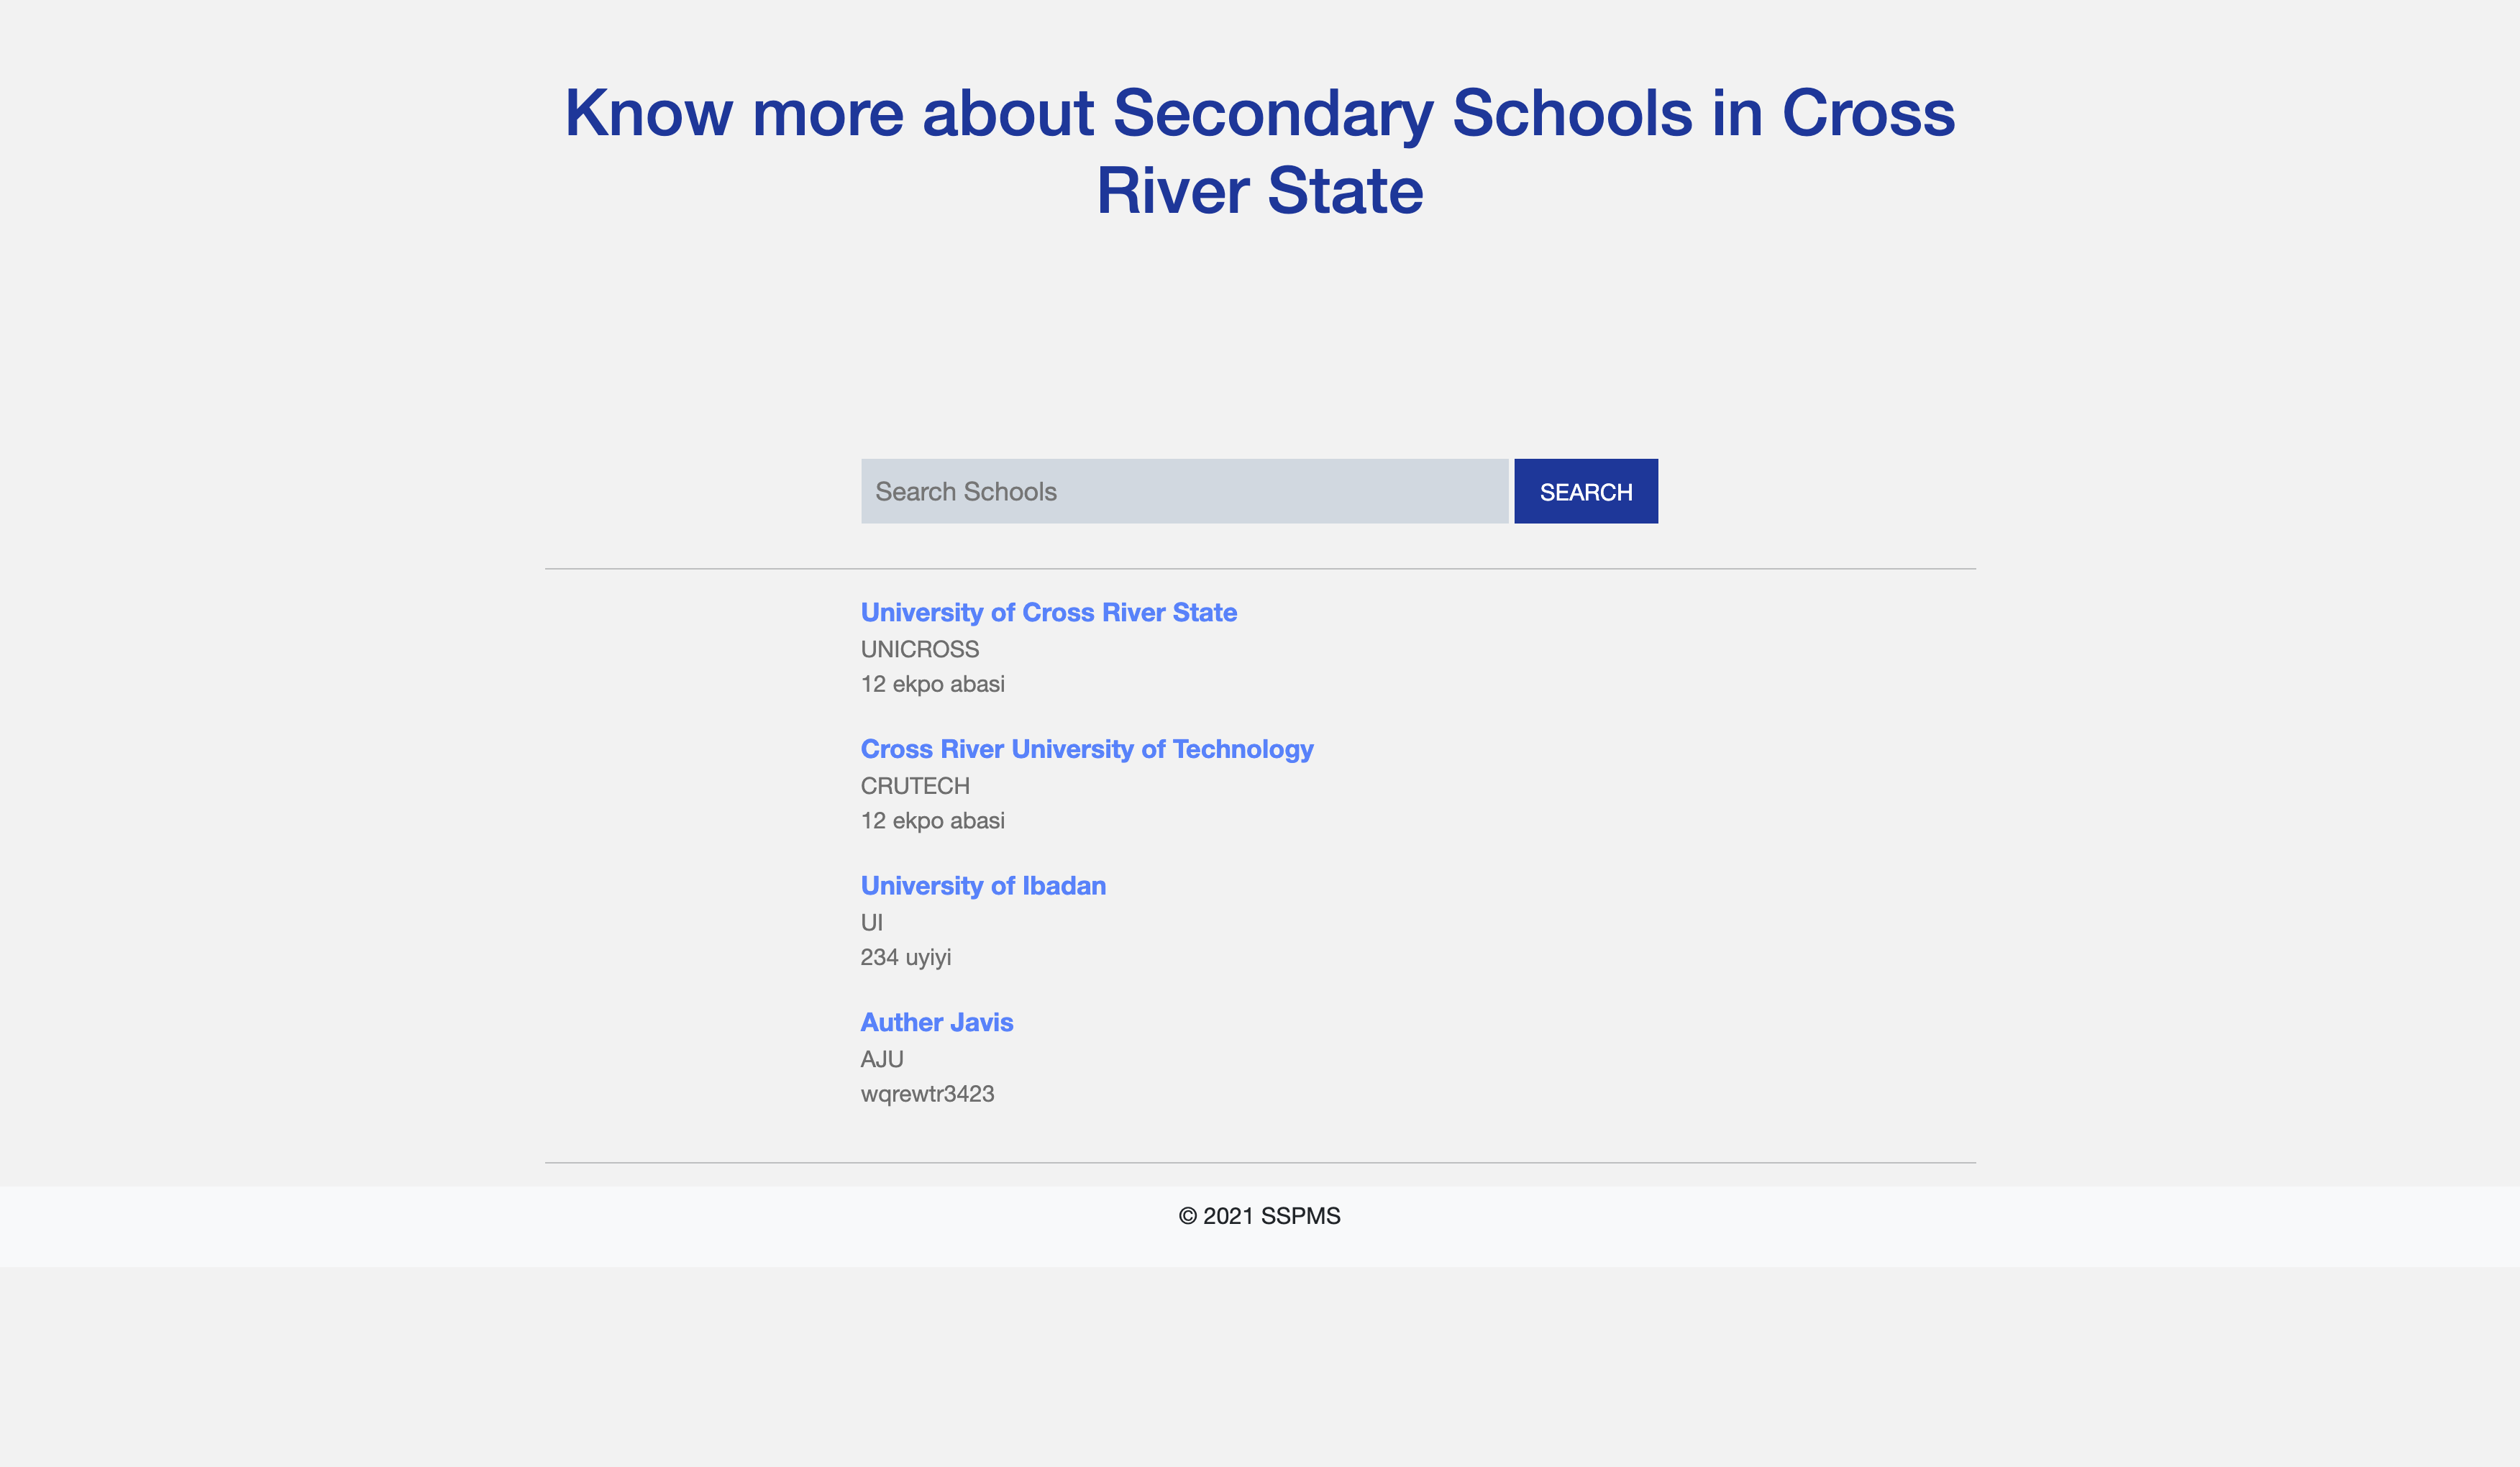 Know more about Secondary Schools in Cross
River State
Search Schools
SEARCH
University of Cross River State
UNICROSS
12 ekpo abasi
Cross River University of Technology
CRUTECH
12 ekpo abasi
University of Ibadan
UI
234 uyiyi
Auther Javis
AJU
wqrewtr3423
© 2021 SSPMS